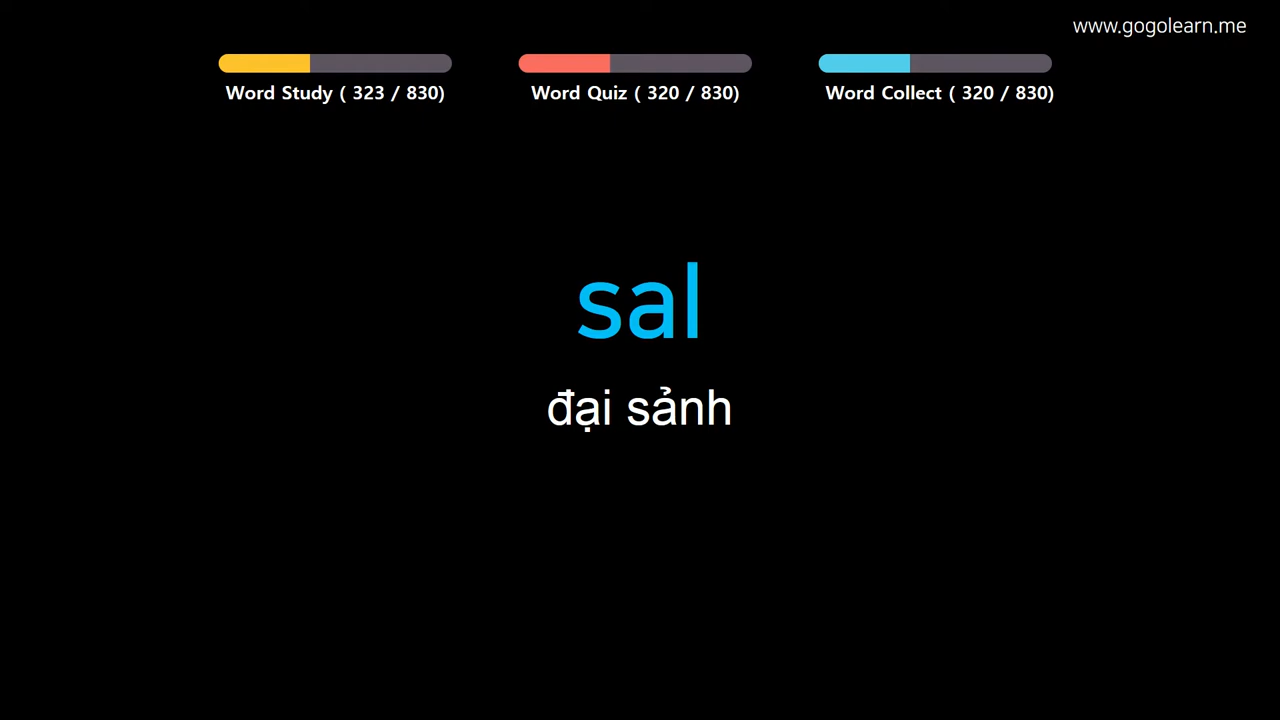 www.gogolearn.me
Word Study ( 323 / 830)
Word Quiz ( 320 / 830)
Word Collect ( 320 / 830)
sal
đại sảnh